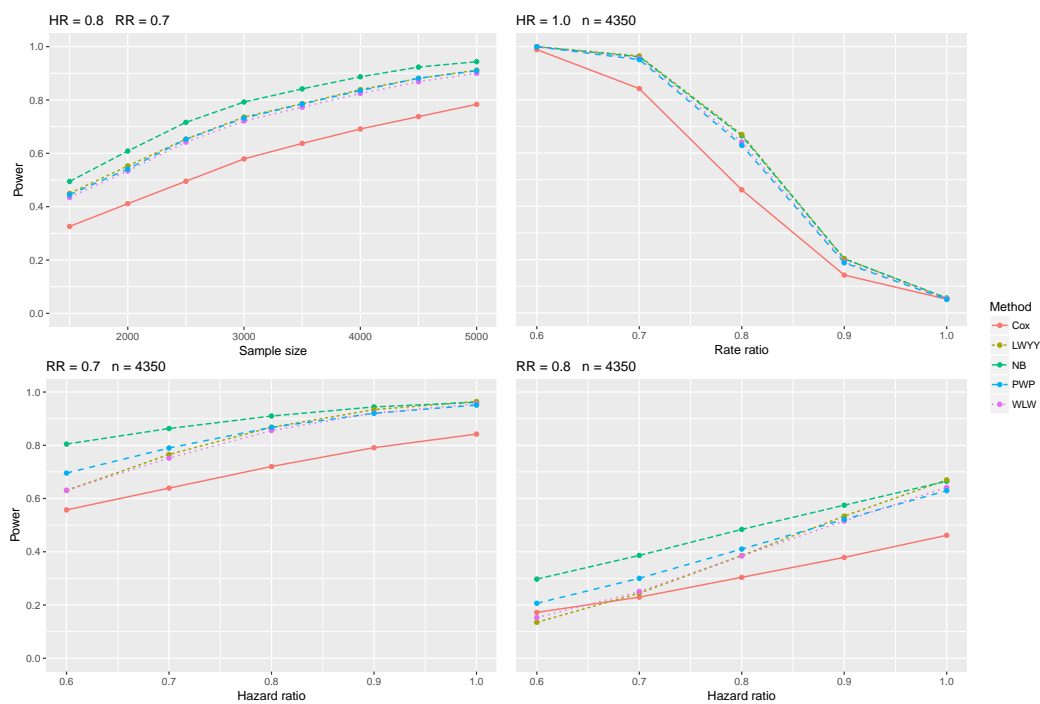 HR = 0.8 RR = 0.7
1.0
0.8
0.6
0.4
0.2
0.0
Power
2000 3000 4000 5000
Sample size
HR = 1.0 n = 4350
0.6 0.7 0.8 0.9 1.0
Rate ratio
RR = 0.7 n = 4350
1.0
0.8
0.6
0.4
0.2
0.0
Power
0.6 0.7 0.8 0.9 1.0
Hazard ratio
RR = 0.8 n = 4350
0.6 0.7 0.8 0.9 1.0
Hazard ratio
Method
Cox
LWYY
NB
PWP
WLW